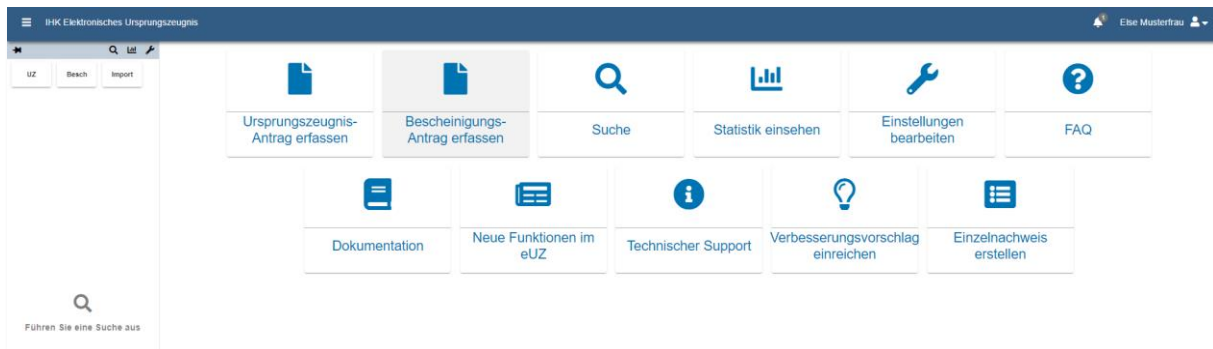 IHK Elektronisches Ursprungszeugnis
Else Musterfrau
UZ
Besch
Import
Ursprungszeugnis-
Antrag erfassen
Bescheinigungs-
Antrag erfassen
Suche
Statistik einsehen
Einstellungen
bearbeiten
FAQ
Dokumentation
Neue Funktionen im
eUZ
Technischer Support
Verbesserungsvorschlag
einreichen
Einzelnachweis
erstellen
Führen Sie eine Suche aus